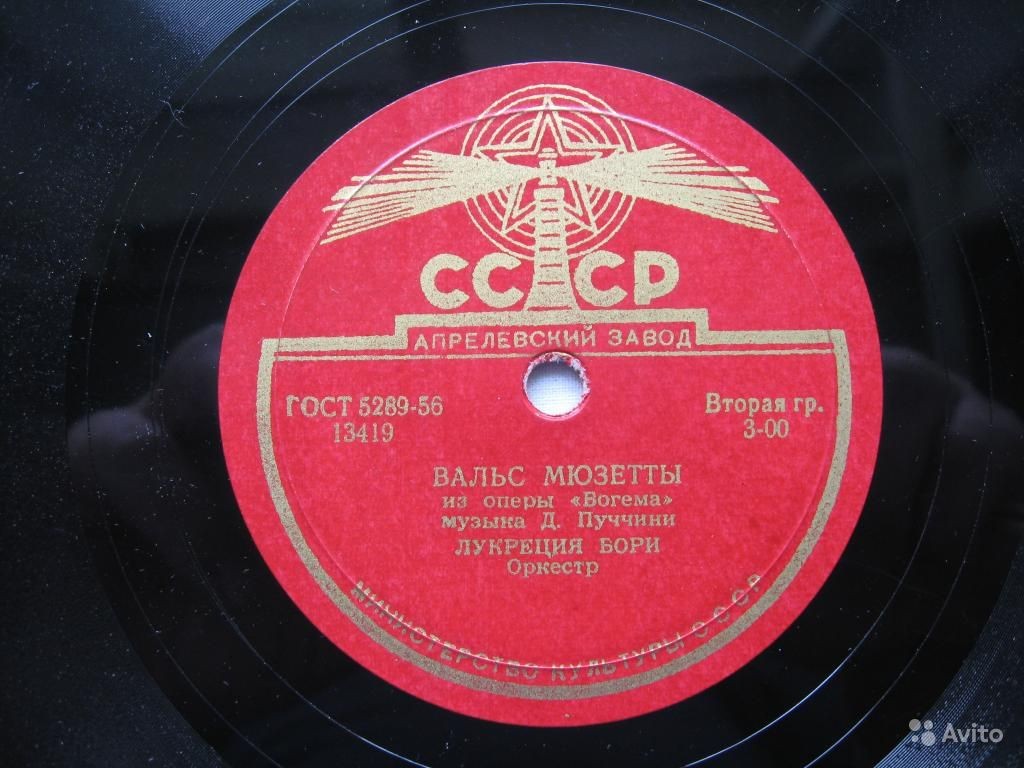 СССР
АПРЕЛЕВСКИЙ ЗАВОД
ГОСТ 5289-56
13419
Вторая гр.
3-00
ВАЛЬС МЮЗЕТТЫ
из оперы «Богема»
музыка Д. Пуччини
ЛУКРЕЦИЯ БОРИ
Оркестр
МИНИСТЕРСТВО КУЛЬТУРЫ СССР
Avito